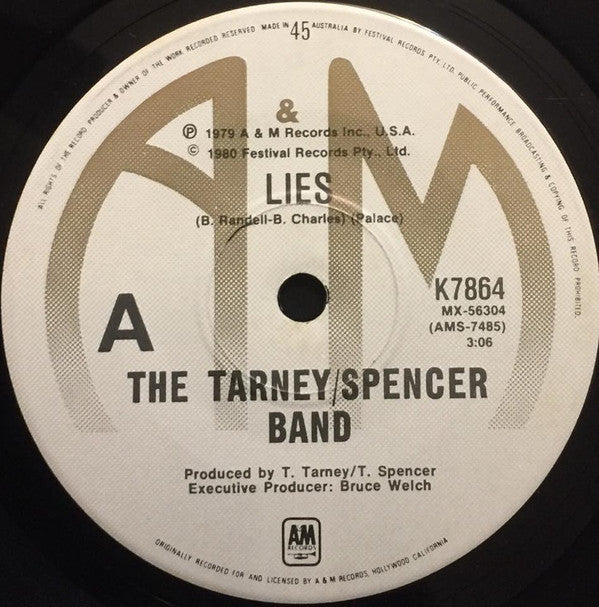 ALL RIGHTS OF THE RECORD PRODUCER & OWNER OF THE WORK RECORDED RESERVED MADE IN AUSTRALIA BY FESTIVAL RECORDS PTY. LTD. PUBLIC PERFORMANCE BROADCASTING & COPYING OF THIS RECORD PROHIBITED.
45
A & M
℗ 1979 A & M Records Inc., U.S.A.
© 1980 Festival Records Pty., Ltd.
LIES
(B. Randell-B. Charles) (Palace)
K7864
MX-56304
(AMS-7485)
3:06
A
THE TARNEY/SPENCER
BAND
Produced by T. Tarney/T. Spencer
Executive Producer: Bruce Welch
A&M
RECORDS
ORIGINALLY RECORDED FOR AND LICENSED BY A & M RECORDS, HOLLYWOOD CALIFORNIA